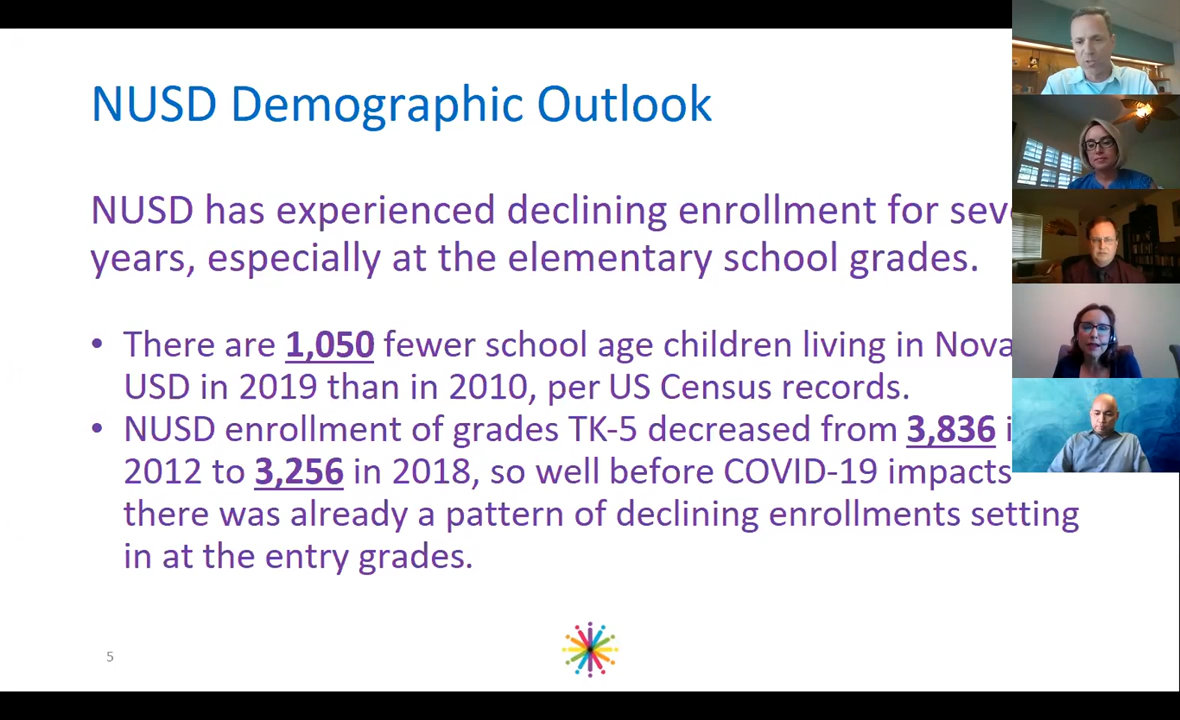 NUSD Demographic Outlook
NUSD has experienced declining enrollment for
years, especially at the elementary school grades.
• There are 1,050 fewer school age children living in
USD in 2019 than in 2010, per US Census records.
• NUSD enrollment of grades TK-5 decreased from 3,836
2012 to 3,256 in 2018, so well before COVID-19 impacts
there was already a pattern of declining enrollments setting
in at the entry grades.
5